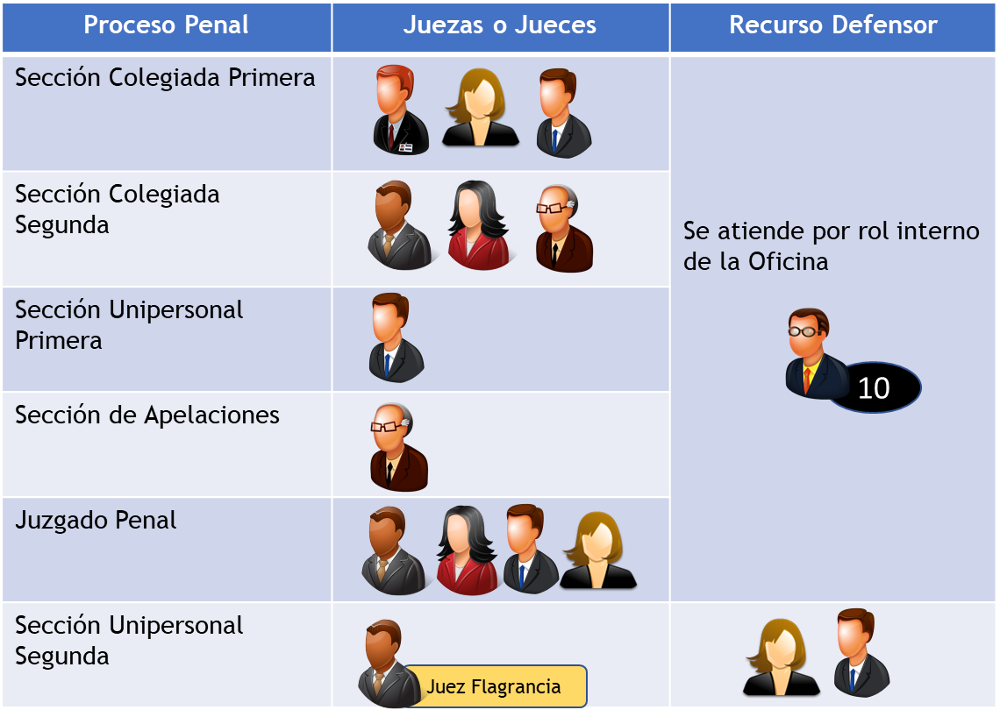 Proceso Penal
Juezas o Jueces
Recurso Defensor
Sección Colegiada Primera
Sección Colegiada
Segunda
Sección Unipersonal
Primera
Sección de Apelaciones
Juzgado Penal
Se atiende por rol interno
de la Oficina
10
Sección Unipersonal
Segunda
Juez Flagrancia